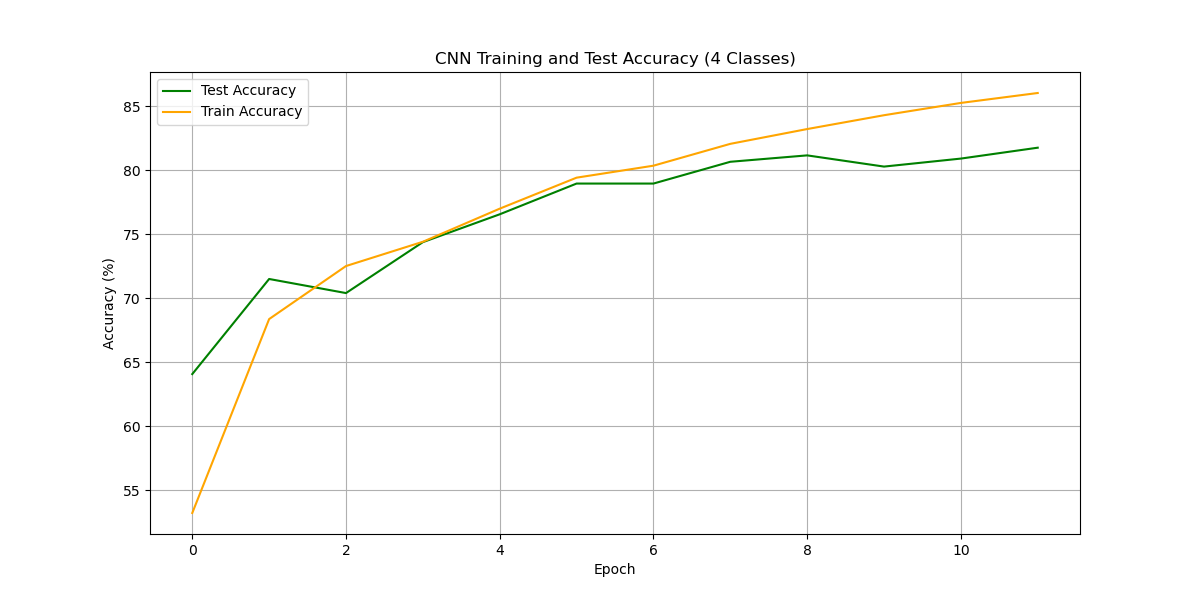 CNN Training and Test Accuracy (4 Classes)
Test Accuracy
Train Accuracy
85
80
75
70
65
60
55
Accuracy (%)
0 2 4 6 8 10
Epoch